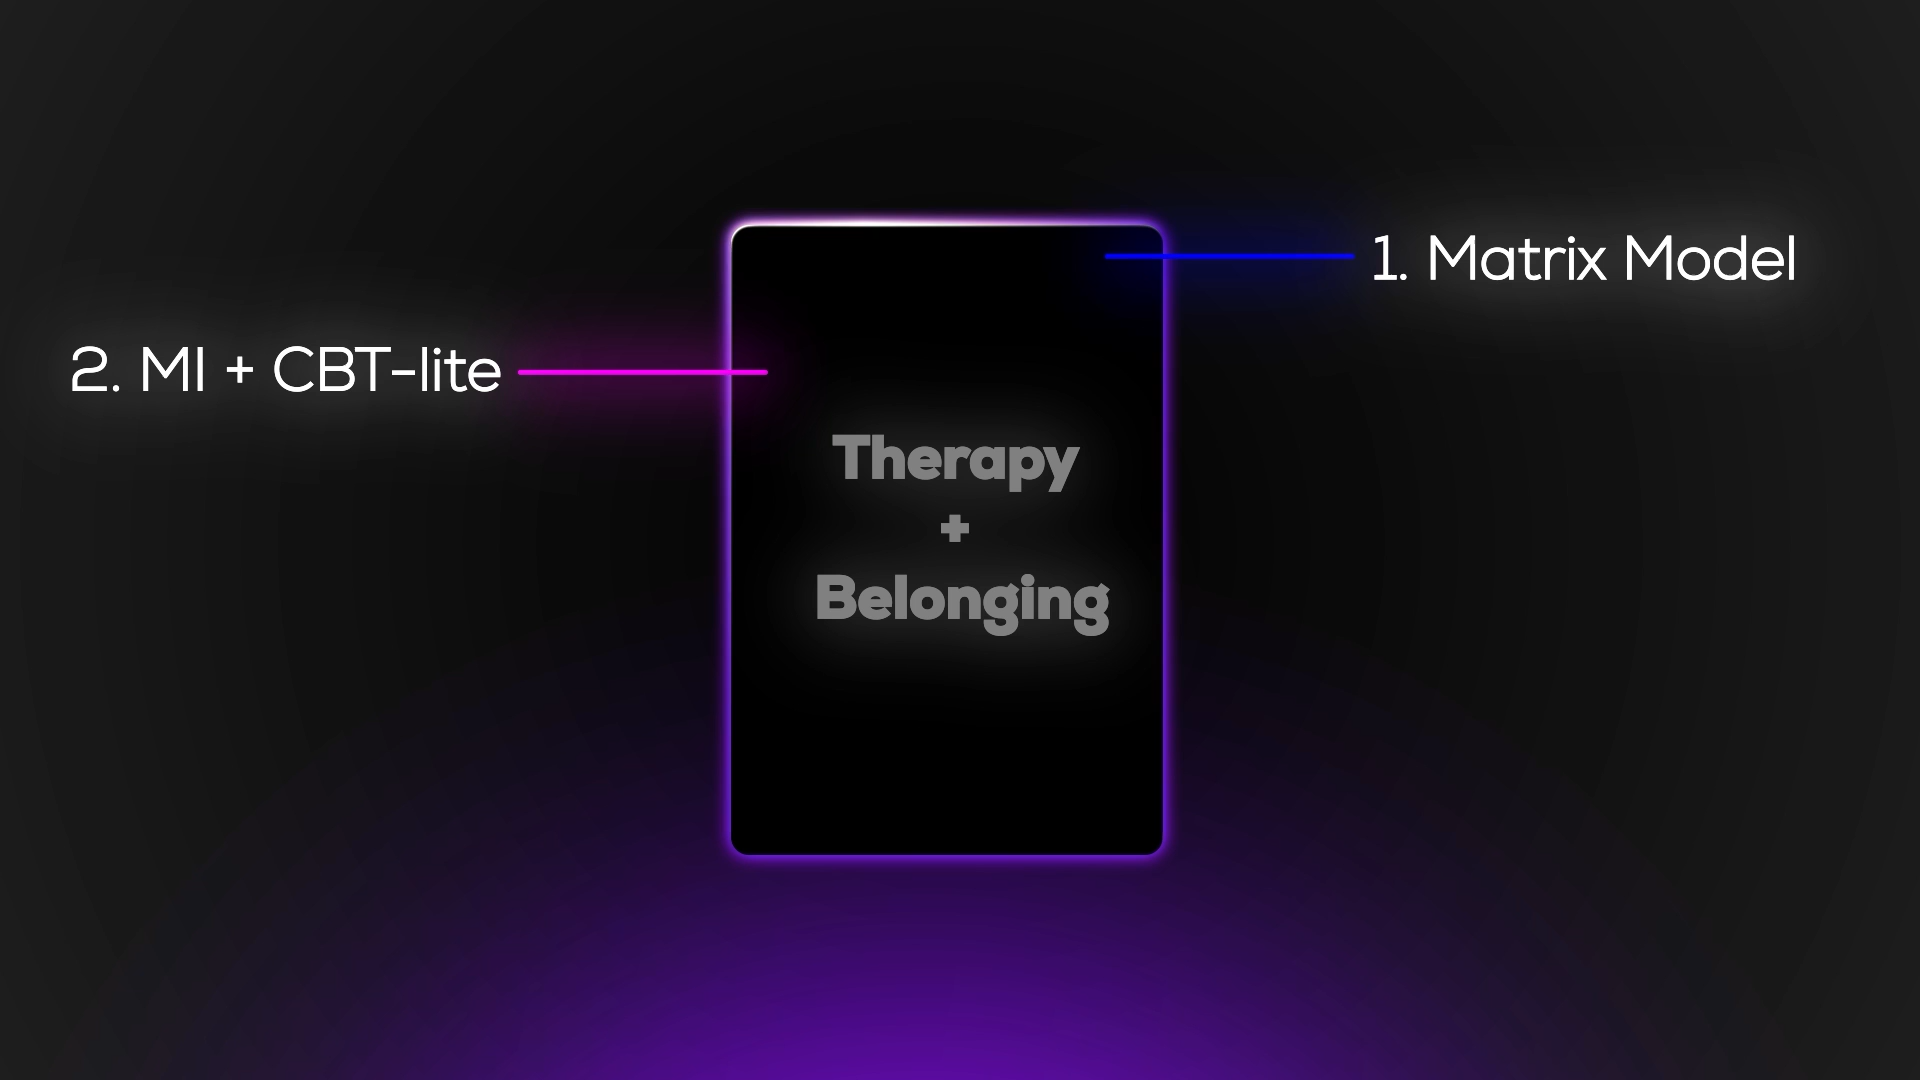 1. Matrix Model
2. MI + CBT-lite
Therapy
+
Belonging